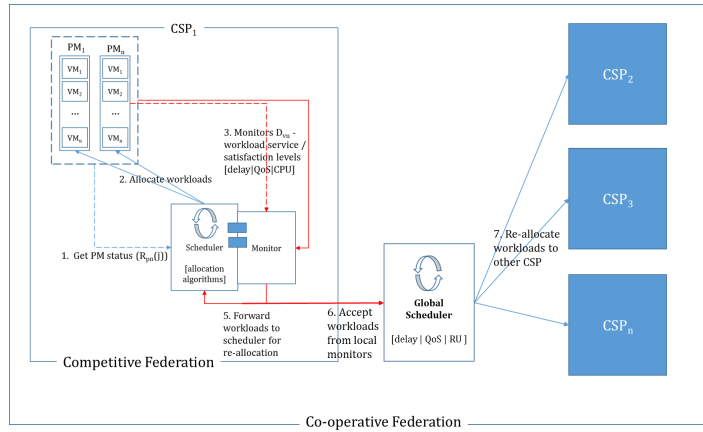 CSP1
PM1
PMn
VM1
VM2
...
VMn
VM1
VM2
...
VMn
3. Monitors Dvn -
workload service /
satisfaction levels
[delay|QoS|CPU]
2. Allocate workloads
1. Get PM status (Rpn(j))
Scheduler
[allocation
algorithms]
Monitor
5. Forward
workloads to
scheduler for
re-allocation
6. Accept
workloads
from local
monitors
Global
Scheduler
[delay | QoS | RU ]
7. Re-allocate
workloads to
other CSP
CSP2
CSP3
CSPn
Competitive Federation
Co-operative Federation